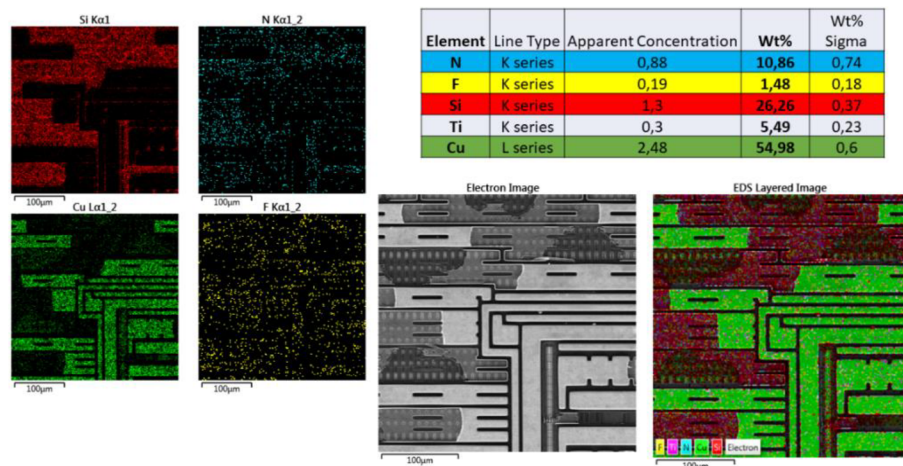 Si Kα1
N Kα1_2
100µm
100µm
Cu Lα1_2
F Kα1_2
100µm
100µm
Element Line Type Apparent Concentration Wt% Wt% Sigma
N K series 0,88 10,86 0,74
F K series 0,19 1,48 0,18
Si K series 1,3 26,26 0,37
Ti K series 0,3 5,49 0,23
Cu L series 2,48 54,98 0,6
Electron Image
EDS Layered Image
100µm
F Ti N Cu Si Electron
100µm